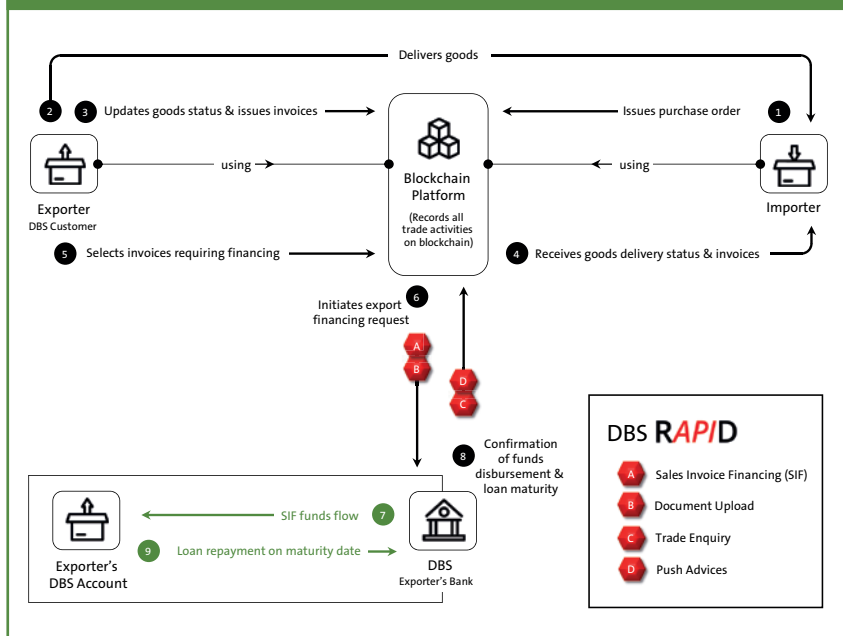 Delivers goods
2
3
Updates goods status & issues invoices
Issues purchase order
1
using
using
Blockchain
Platform
(Records all
trade activities
on blockchain)
Exporter
DBS Customer
Importer
5
Selects invoices requiring financing
4
Receives goods delivery status & invoices
6
Initiates export
financing request
A
B
D
C
8
Confirmation
of funds
disbursement &
loan maturity
SIF funds flow
7
9
Loan repayment on maturity date
Exporter's
DBS Account
DBS
Exporter's Bank
DBS RAPID
A Sales Invoice Financing (SIF)
B Document Upload
C Trade Enquiry
D Push Advices